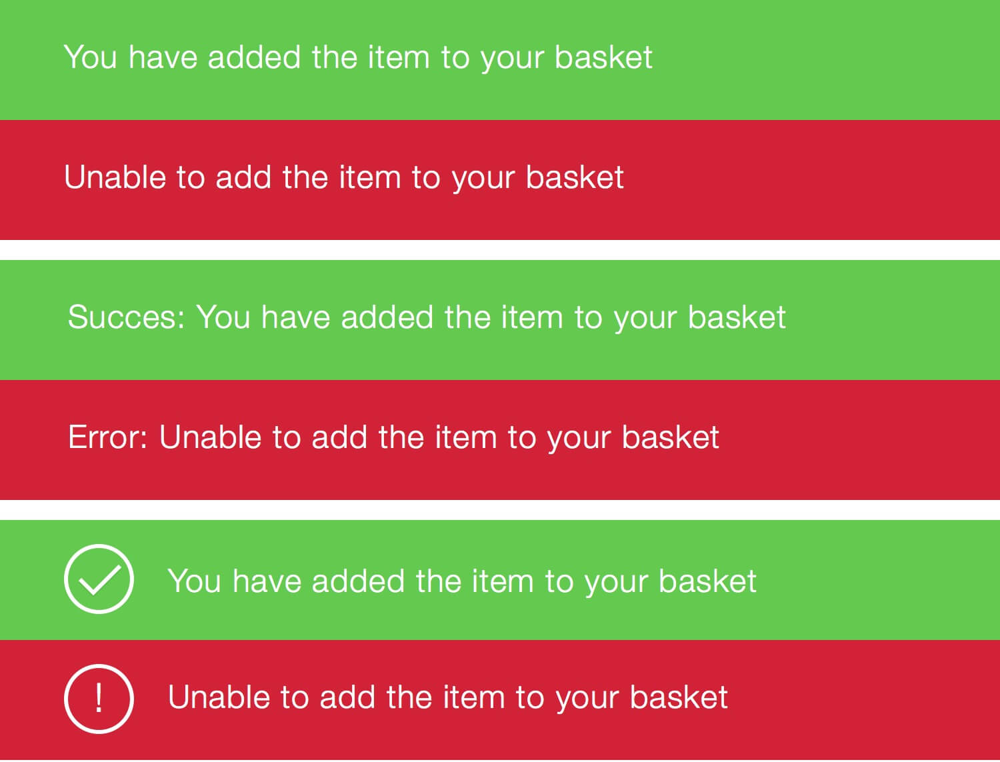 You have added the item to your basket
Unable to add the item to your basket
Succes: You have added the item to your basket
Error: Unable to add the item to your basket
You have added the item to your basket
! Unable to add the item to your basket